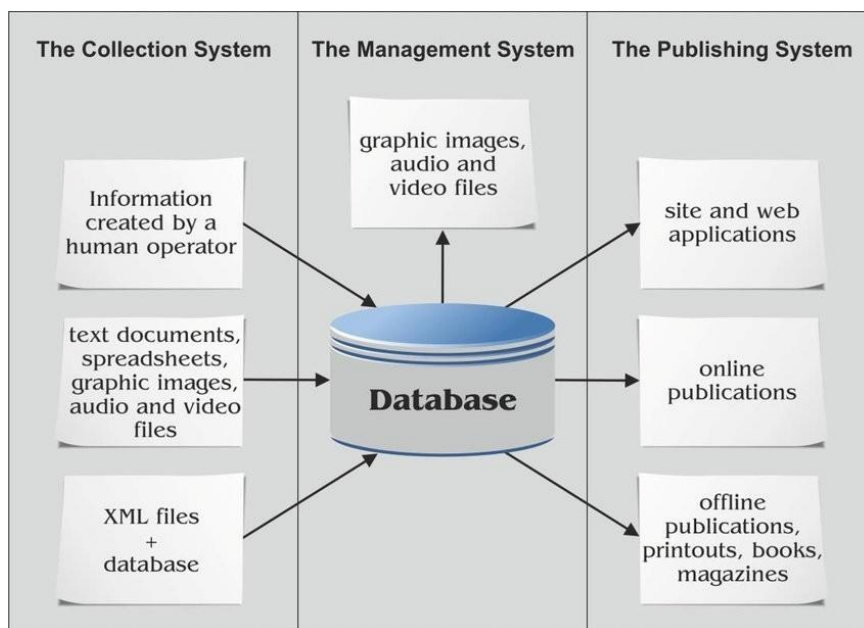 The Collection System
The Management System
The Publishing System
graphic images,
audio and
video files
Information
created by a
human operator
site and web
applications
text documents,
spreadsheets,
graphic images,
audio and video
files
Database
online
publications
XML files
+
database
offline
publications,
printouts, books,
magazines